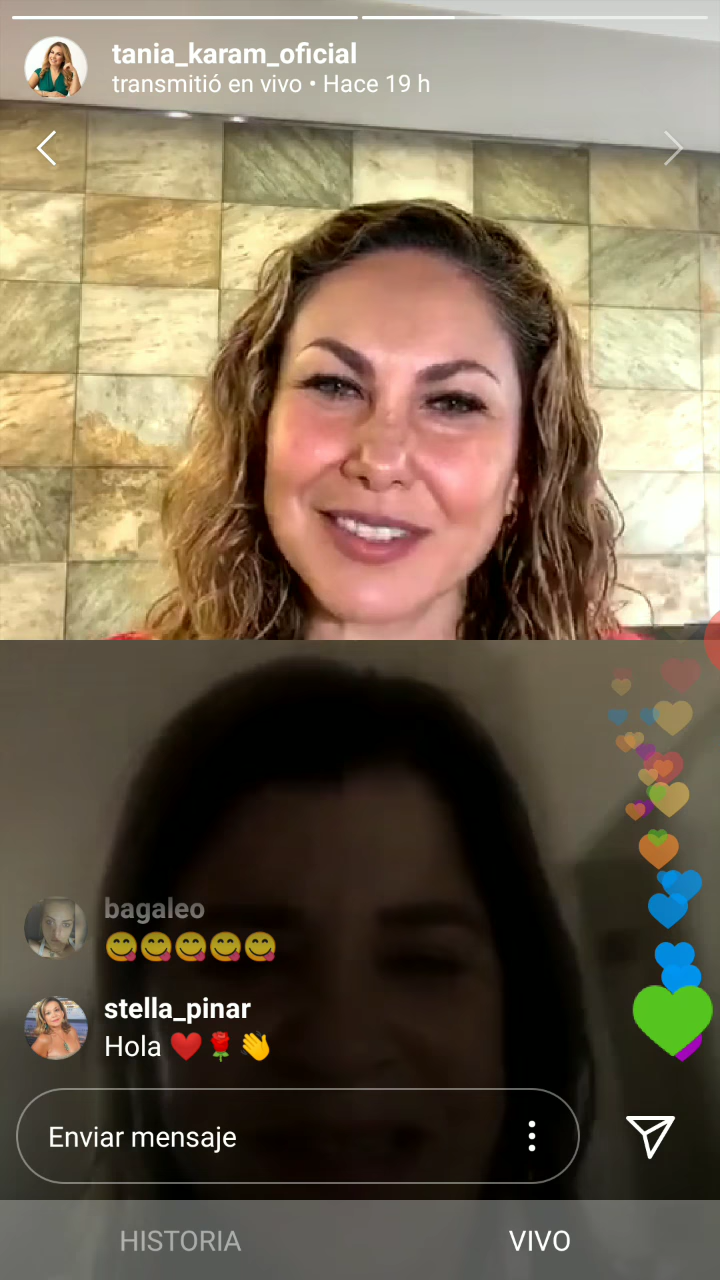 tania_karam_oficial
transmitió en vivo • Hace 19 h
bagaleo
😋😋😋😋😋
stella_pinar
Hola ❤️🌹👋
Enviar mensaje
HISTORIA
VIVO